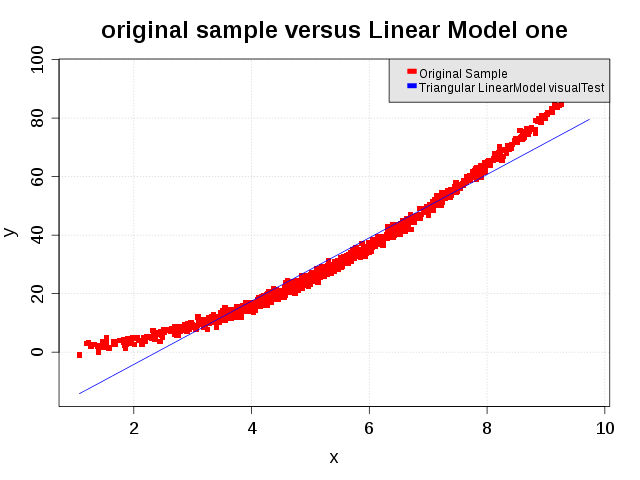 original sample versus Linear Model one
Original Sample
Triangular LinearModel visualTest
100
80
60
40
20
0
y
2 4 6 8 10
x